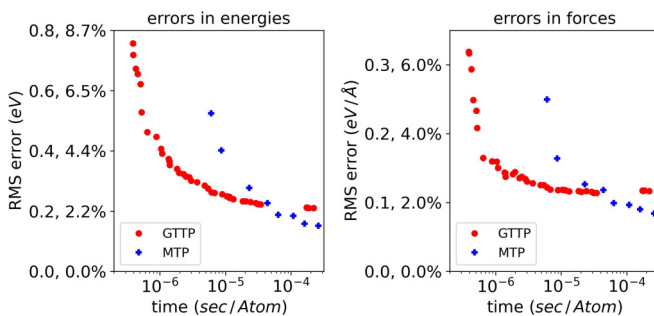 errors in energies
RMS error (eV)
0.8, 8.7%
0.6, 6.5%
0.4, 4.4%
0.2, 2.2%
0.0, 0.0%
GTTP
MTP
10⁻⁶ 10⁻⁵ 10⁻⁴
time (sec/Atom)
errors in forces
RMS error (eV/Å)
0.3, 6.0%
0.2, 4.0%
0.1, 2.0%
0.0, 0.0%
GTTP
MTP
10⁻⁶ 10⁻⁵ 10⁻⁴
time (sec/Atom)